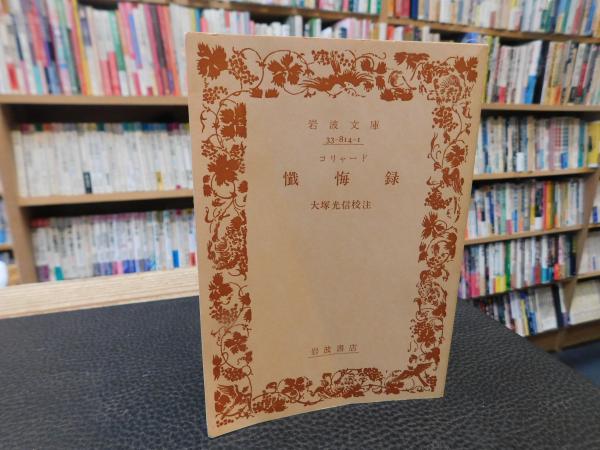 岩波文庫
33-814-1
コリャード
懺悔録
大塚光信校注
岩波書店